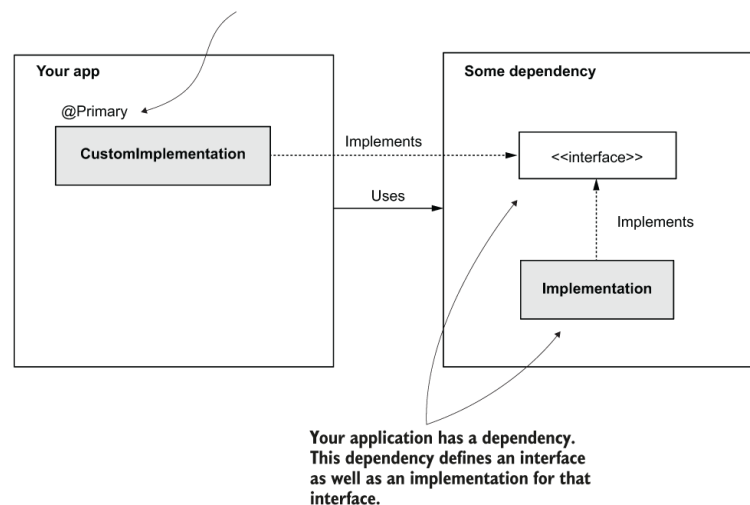 Your app
Some dependency
@Primary
CustomImplementation
Implements
<<interface>>
Uses
Implements
Implementation
Your application has a dependency.
This dependency defines an interface
as well as an implementation for that
interface.